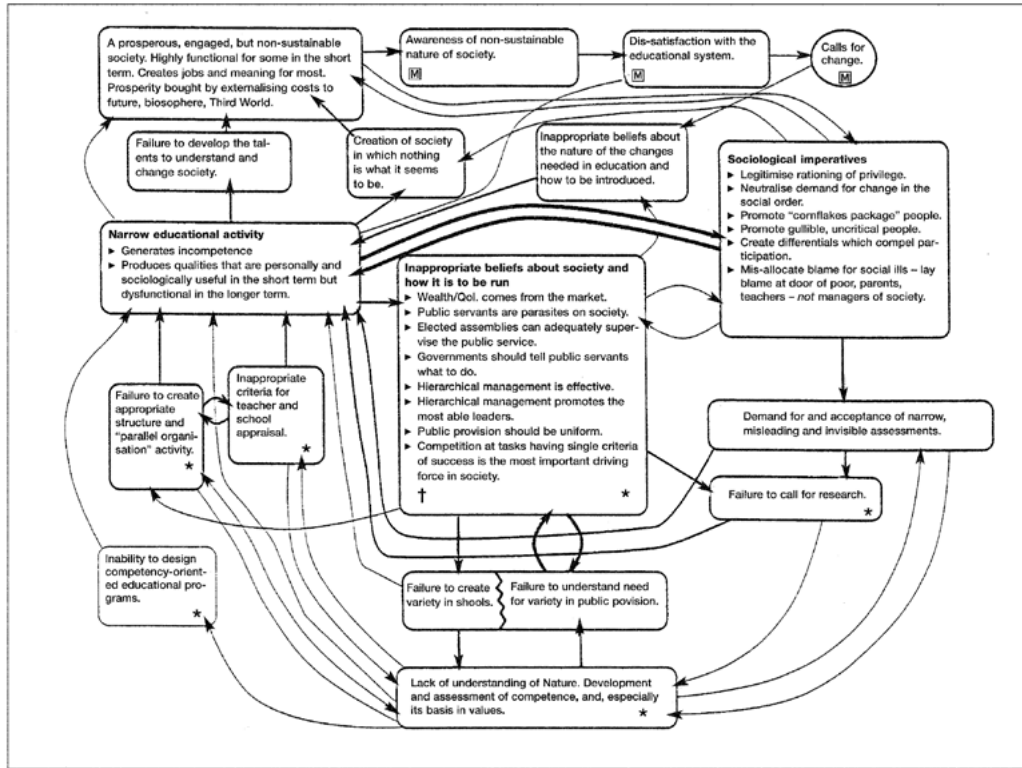 A prosperous, engaged, but non-sustainable
society. Highly functional for some in the short
term. Creates jobs and meaning for most.
Prosperity bought by externalising costs to
future, biosphere, Third World.
Awareness of non-sustainable
nature of society.
M
Dis-satisfaction with the
educational system.
M
Calls for
change.
M
Failure to develop the tal-
ents to understand and
change society.
Creation of society
in which nothing
is what it seems
to be.
Inappropriate beliefs about
the nature of the changes
needed in education and
how to be introduced.
Sociological imperatives
► Legitimise rationing of privilege.
► Neutralise demand for change in the
social order.
► Promote "cornflakes package" people.
► Promote gullible, uncritical people.
► Create differentials which compel par-
ticipation.
► Mis-allocate blame for social ills – lay
blame at door of poor, parents,
teachers – not managers of society.
Narrow educational activity
► Generates incompetence
► Produces qualities that are personally and
sociologically useful in the short term but
dysfunctional in the longer term.
Inappropriate beliefs about society and
how it is to be run
► Wealth/Qol. comes from the market.
► Public servants are parasites on society.
► Elected assemblies can adequately super-
vise the public service.
► Governments should tell public servants
what to do.
► Hierarchical management is effective.
► Hierarchical management promotes the
most able leaders.
► Public provision should be uniform.
► Competition at tasks having single criteria
of success is the most important driving
force in society.
† *
Failure to create
appropriate
structure and
"parallel organi-
sation" activity.
*
Inappropriate
criteria for
teacher and
school
appraisal.
*
Demand for and acceptance of narrow,
misleading and invisible assessments.
Failure to call for research.
*
Inability to design
competency-orient-
ed educational pro-
grams.
*
Failure to create
variety in shools.
Failure to understand need
for variety in public povision.
Lack of understanding of Nature. Development
and assessment of competence, and, especially
its basis in values.
*